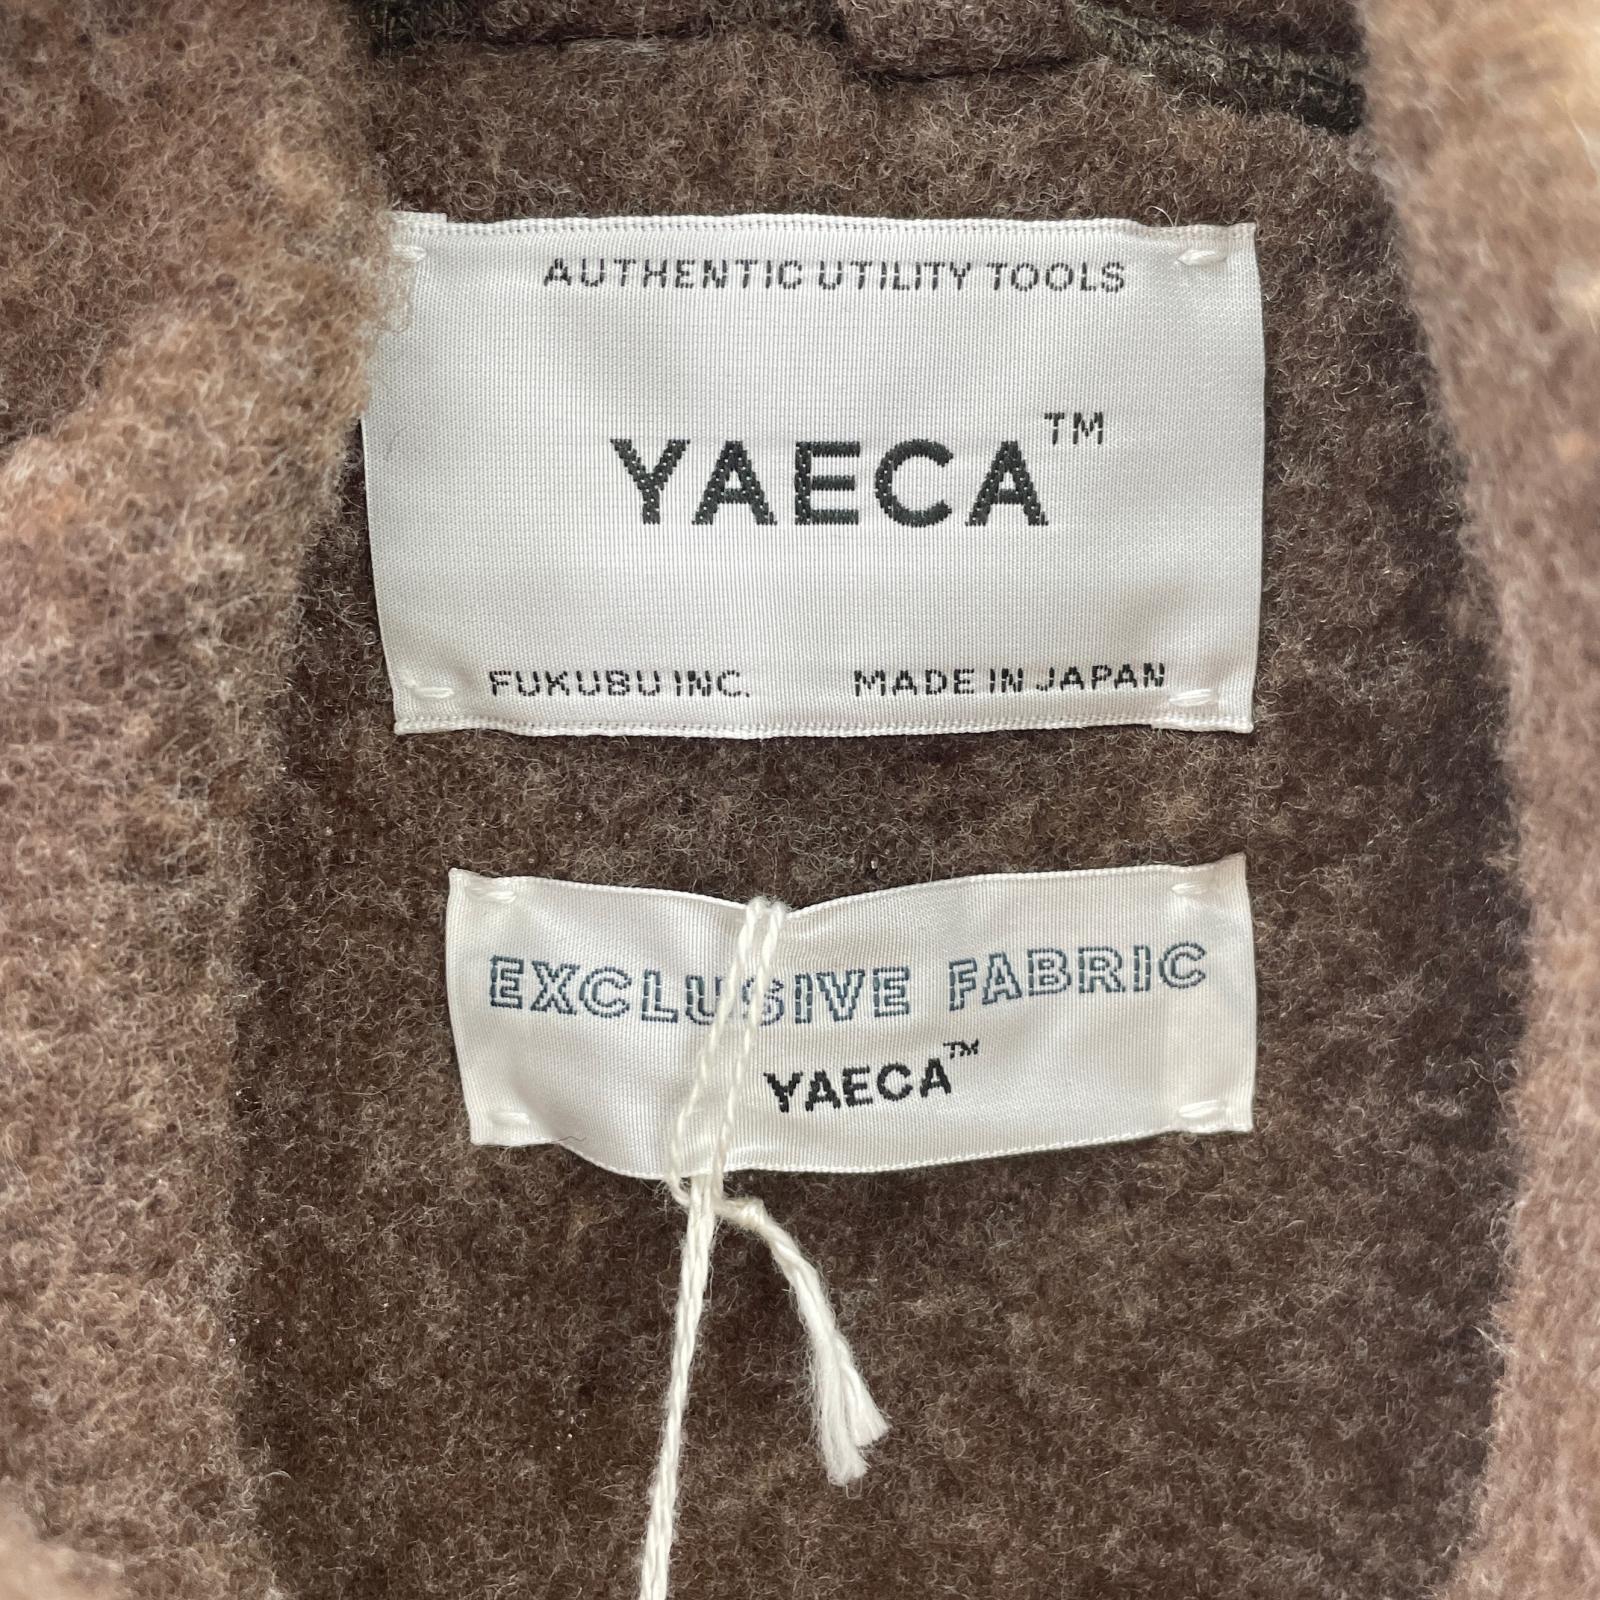 AUTHENTIC UTILITY TOOLS
YAECA™
FUKUBU INC. MADE IN JAPAN
EXCLUSIVE FABRIC
YAECA™